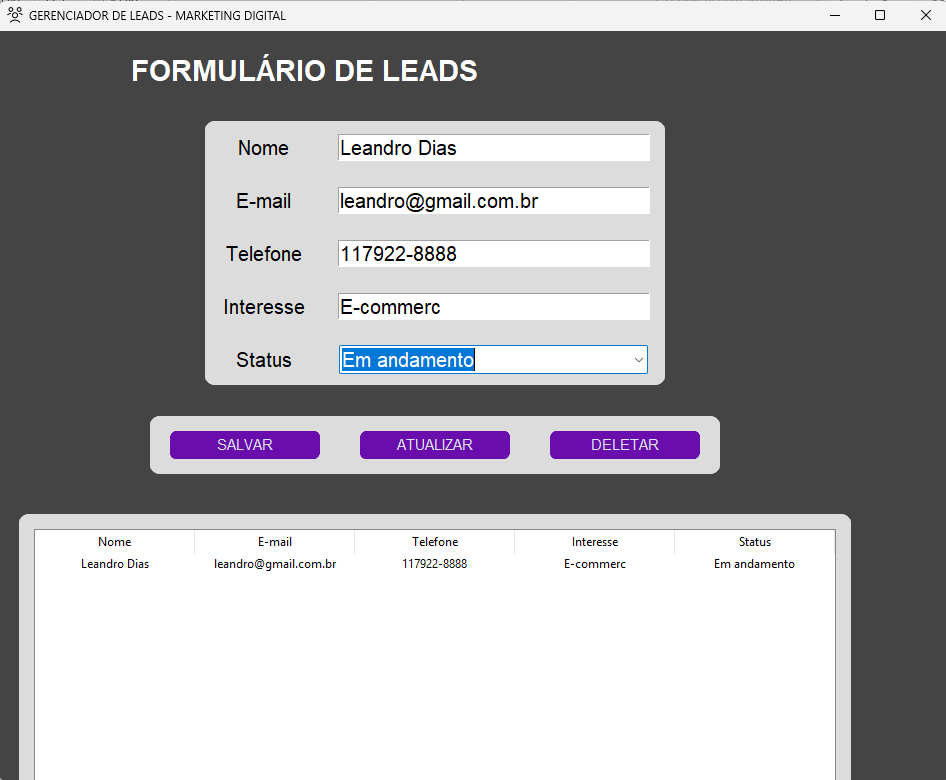 GERENCIADOR DE LEADS - MARKETING DIGITAL
FORMULÁRIO DE LEADS
Nome Leandro Dias
E-mail leandro@gmail.com.br
Telefone 117922-8888
Interesse E-commerc
Status Em andamento
SALVAR ATUALIZAR DELETAR
Nome E-mail Telefone Interesse Status
Leandro Dias leandro@gmail.com.br 117922-8888 E-commerc Em andamento